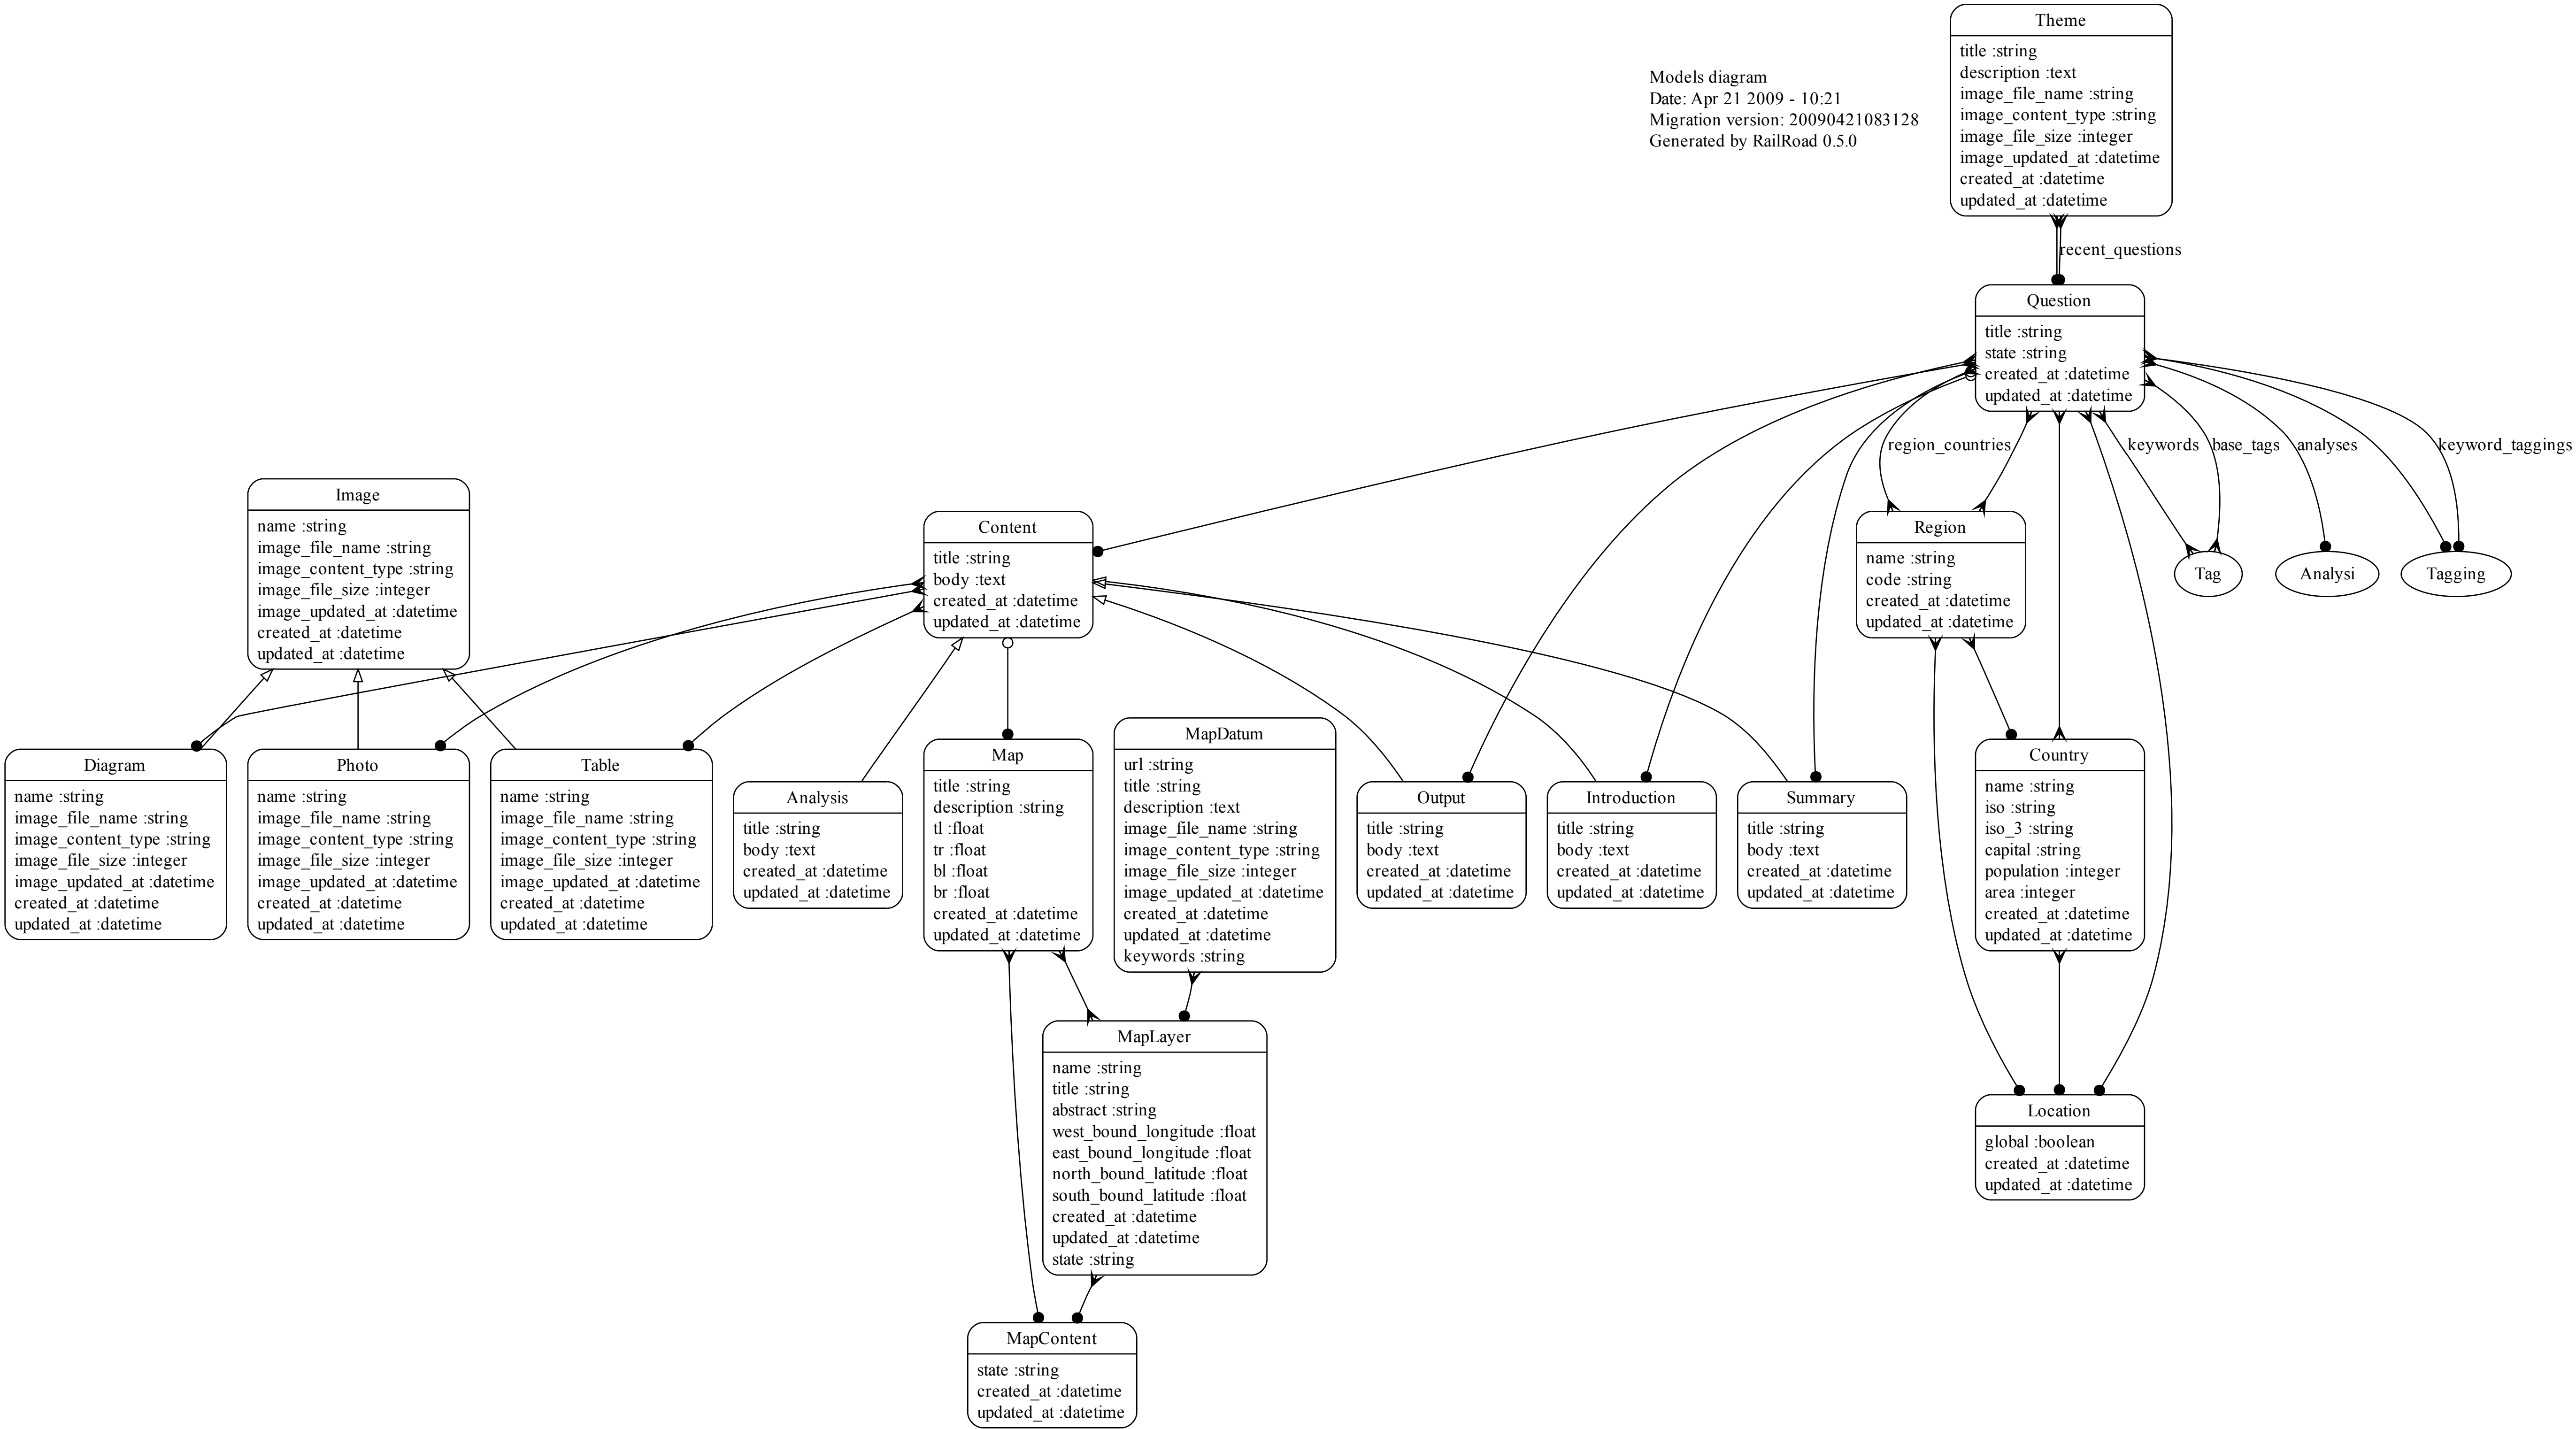 Models diagram
Date: Apr 21 2009 - 10:21
Migration version: 20090421083128
Generated by RailRoad 0.5.0
Theme
title :string
description :text
image_file_name :string
image_content_type :string
image_file_size :integer
image_updated_at :datetime
created_at :datetime
updated_at :datetime
recent_questions
Question
title :string
state :string
created_at :datetime
updated_at :datetime
region_countries
keywords
base_tags
analyses
keyword_taggings
Image
name :string
image_file_name :string
image_content_type :string
image_file_size :integer
image_updated_at :datetime
created_at :datetime
updated_at :datetime
Content
title :string
body :text
created_at :datetime
updated_at :datetime
Region
name :string
code :string
created_at :datetime
updated_at :datetime
Tag
Analysi
Tagging
Diagram
name :string
image_file_name :string
image_content_type :string
image_file_size :integer
image_updated_at :datetime
created_at :datetime
updated_at :datetime
Photo
name :string
image_file_name :string
image_content_type :string
image_file_size :integer
image_updated_at :datetime
created_at :datetime
updated_at :datetime
Table
name :string
image_file_name :string
image_content_type :string
image_file_size :integer
image_updated_at :datetime
created_at :datetime
updated_at :datetime
Analysis
title :string
body :text
created_at :datetime
updated_at :datetime
Map
title :string
description :string
tl :float
tr :float
bl :float
br :float
created_at :datetime
updated_at :datetime
MapDatum
url :string
title :string
description :text
image_file_name :string
image_content_type :string
image_file_size :integer
image_updated_at :datetime
created_at :datetime
updated_at :datetime
keywords :string
Output
title :string
body :text
created_at :datetime
updated_at :datetime
Introduction
title :string
body :text
created_at :datetime
updated_at :datetime
Summary
title :string
body :text
created_at :datetime
updated_at :datetime
Country
name :string
iso :string
iso_3 :string
capital :string
population :integer
area :integer
created_at :datetime
updated_at :datetime
MapLayer
name :string
title :string
abstract :string
west_bound_longitude :float
east_bound_longitude :float
north_bound_latitude :float
south_bound_latitude :float
created_at :datetime
updated_at :datetime
state :string
Location
global :boolean
created_at :datetime
updated_at :datetime
MapContent
state :string
created_at :datetime
updated_at :datetime